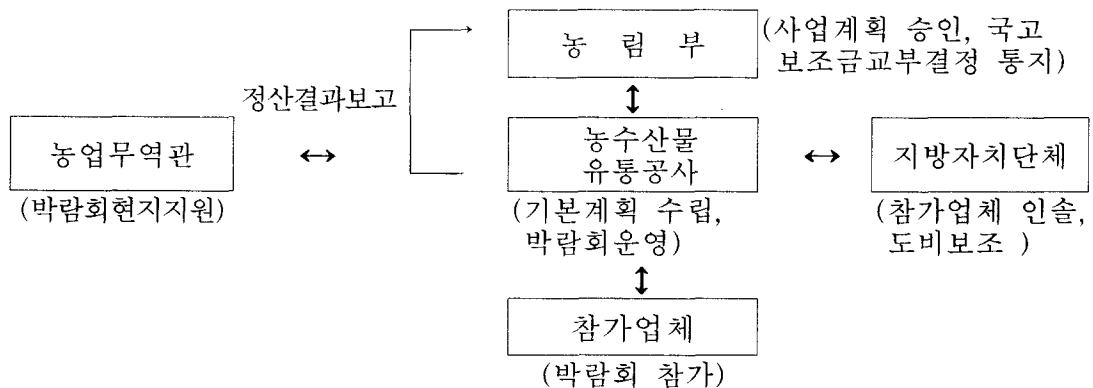 농 림 부
(사업계획 승인, 국고
보조금교부결정 통지)
정산결과보고
농업무역관
(박람회현지지원)
↔
↕
농수산물
유통공사
(기본계획 수립,
박람회운영)
↔
지방자치단체
(참가업체 인솔,
도비보조 )
↕
참가업체
(박람회 참가)